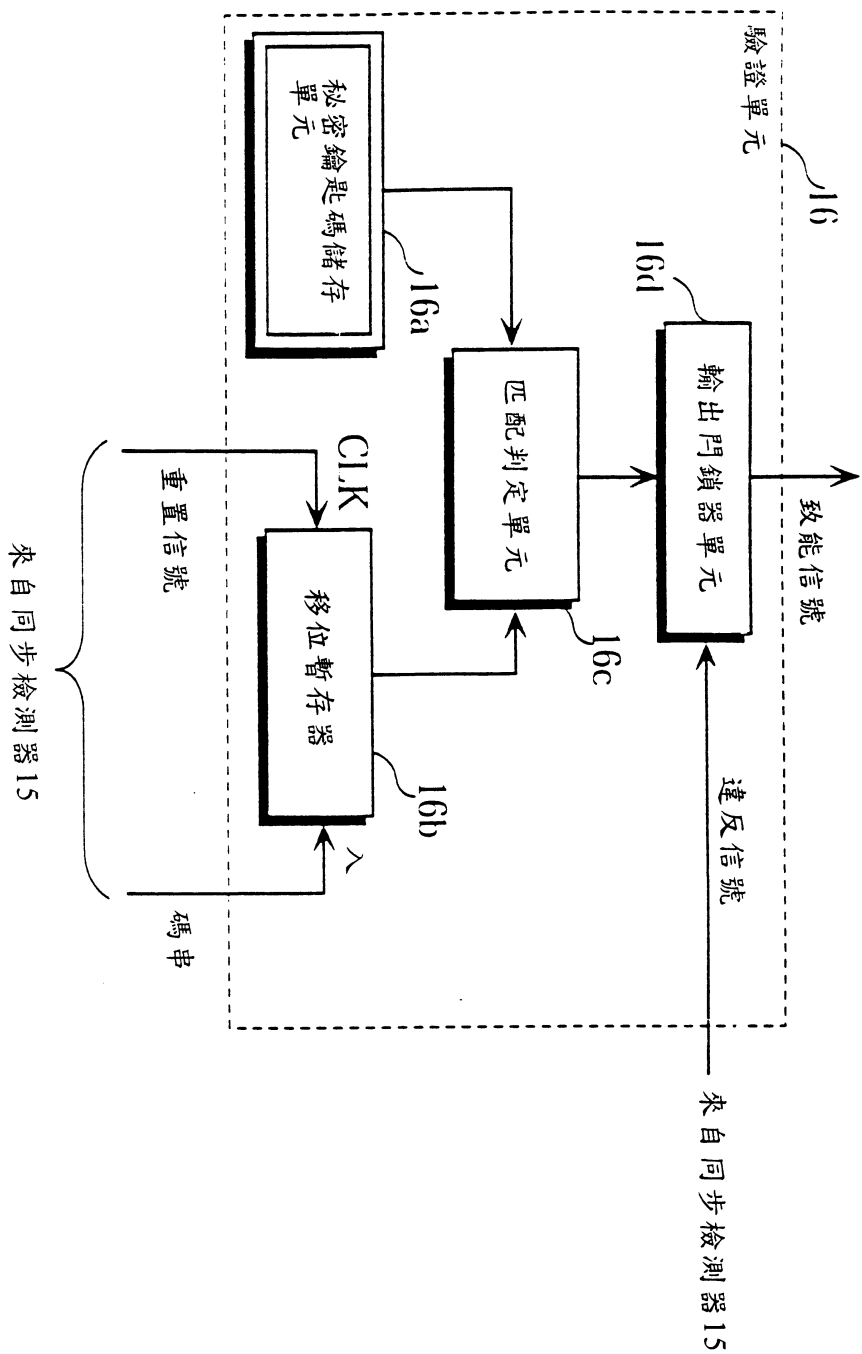 驗證單元
16
秘密鑰匙碼儲存
單元
16a
16d
輸出閂鎖器單元
致能信號
匹配判定單元
16c
CLK
重置信號
移位暫存器
16b
入
碼串
來自同步檢測器15
違反信號
來自同步檢測器15